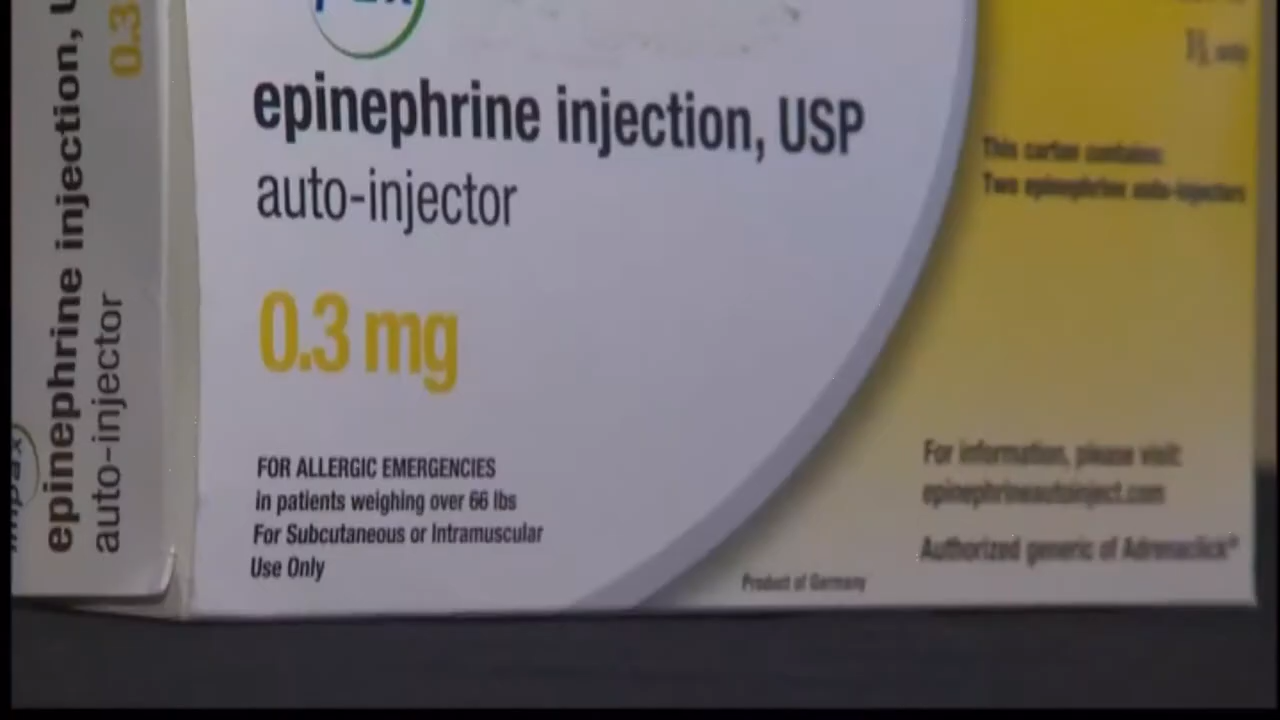 epinephrine injection, USP
auto-injector
0.3 mg
FOR ALLERGIC EMERGENCIES
in patients weighing over 66 lbs
For Subcutaneous or Intramuscular
Use Only
Product of Germany
This carton contains:
Two epinephrine auto-injectors
For information, please visit:
epinephrineautoinject.com
Authorized generic of Adrenaclick®
epinephrine injection,
auto-injector
0.3
impax